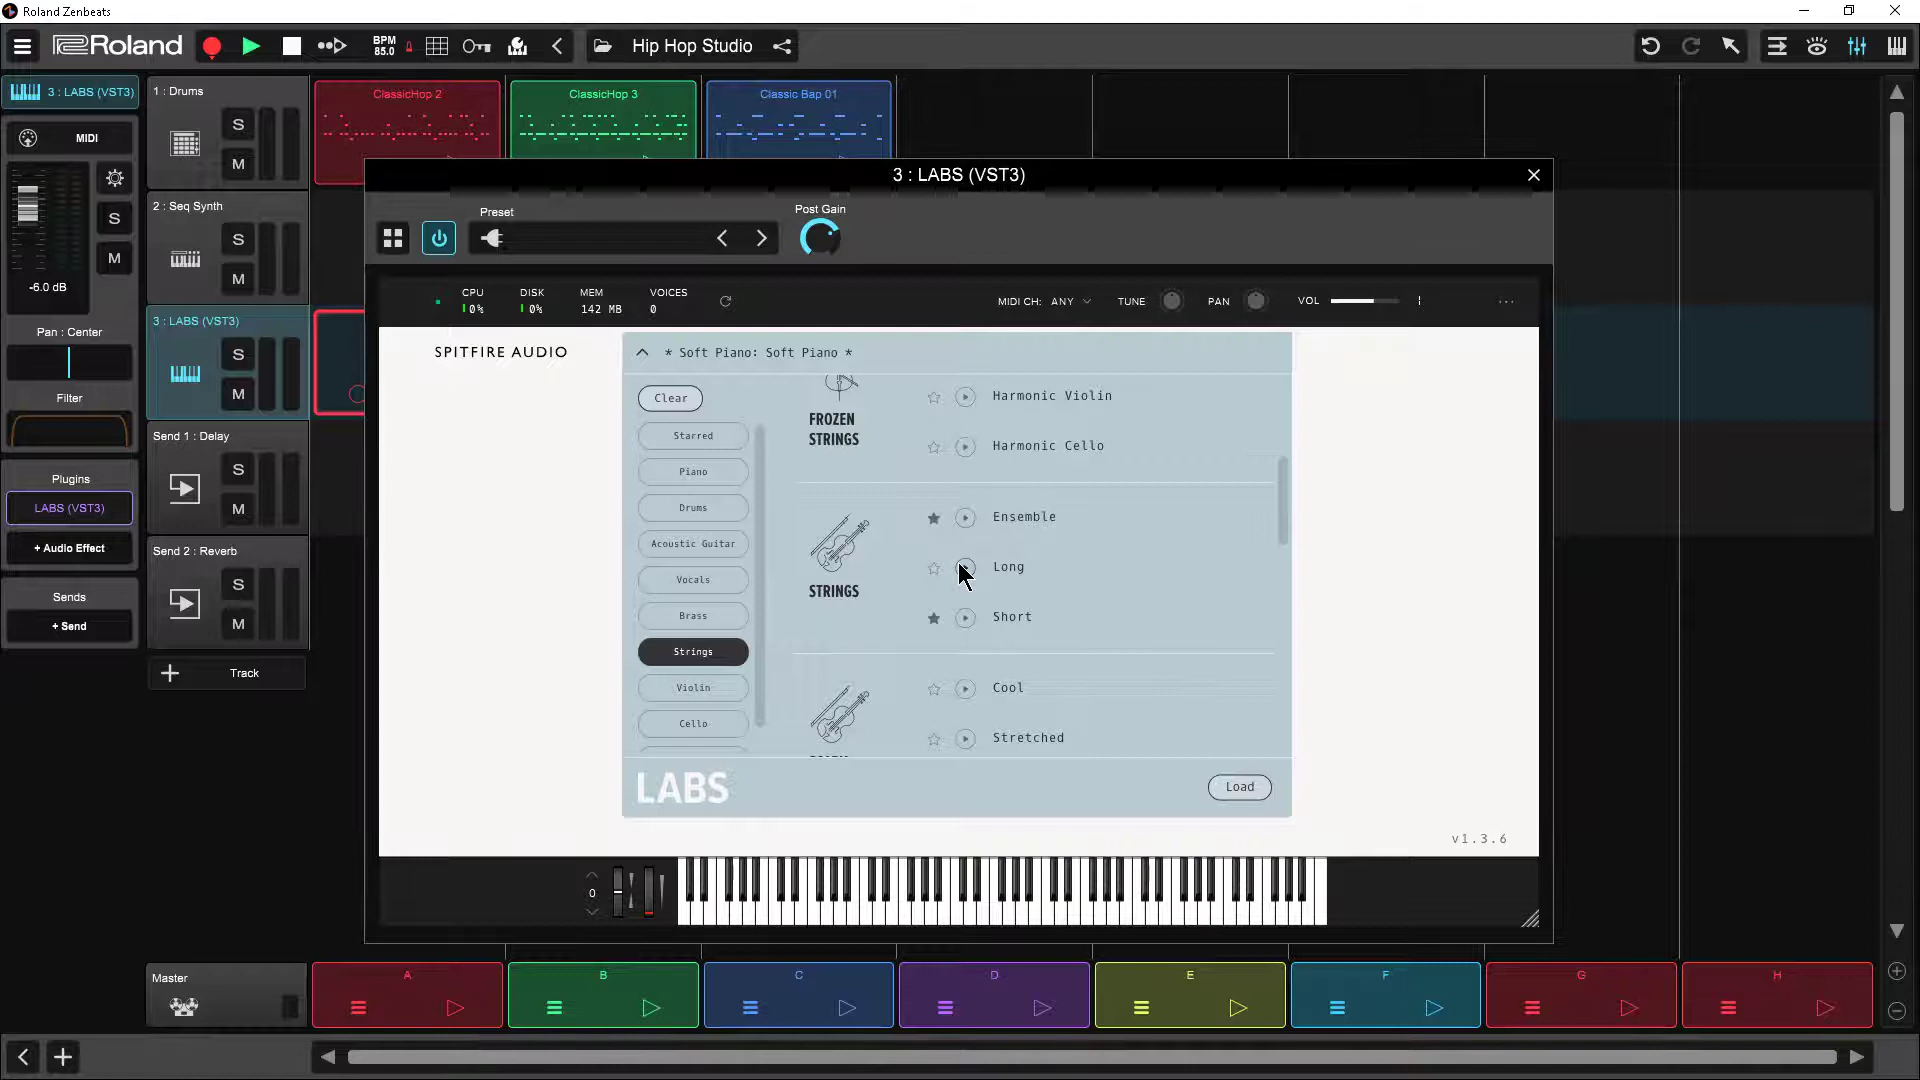 Roland Zenbeats
Roland
BPM
85.0
Hip Hop Studio
3 : LABS (VST3)
MIDI
-6.0 dB
Pan : Center
Filter
Plugins
LABS (VST3)
+ Audio Effect
Sends
+ Send
1 : Drums
S
M
2 : Seq Synth
S
M
3 : LABS (VST3)
S
M
Send 1 : Delay
S
M
Send 2 : Reverb
S
M
Track
S
M
ClassicHop 2
ClassicHop 3
Classic Bap 01
3 : LABS (VST3)
Preset
Post Gain
CPU
0%
DISK
0%
MEM
142 MB
VOICES
0
MIDI CH: ANY
TUNE
PAN
VOL
SPITFIRE AUDIO
* Soft Piano: Soft Piano *
Clear
Starred
Piano
Drums
Acoustic Guitar
Vocals
Brass
Strings
Violin
Cello
FROZEN
STRINGS
Harmonic Violin
Harmonic Cello
STRINGS
Ensemble
Long
Short
Cool
Stretched
LABS
Load
v1.3.6
0
Master
A
B
C
D
E
F
G
H